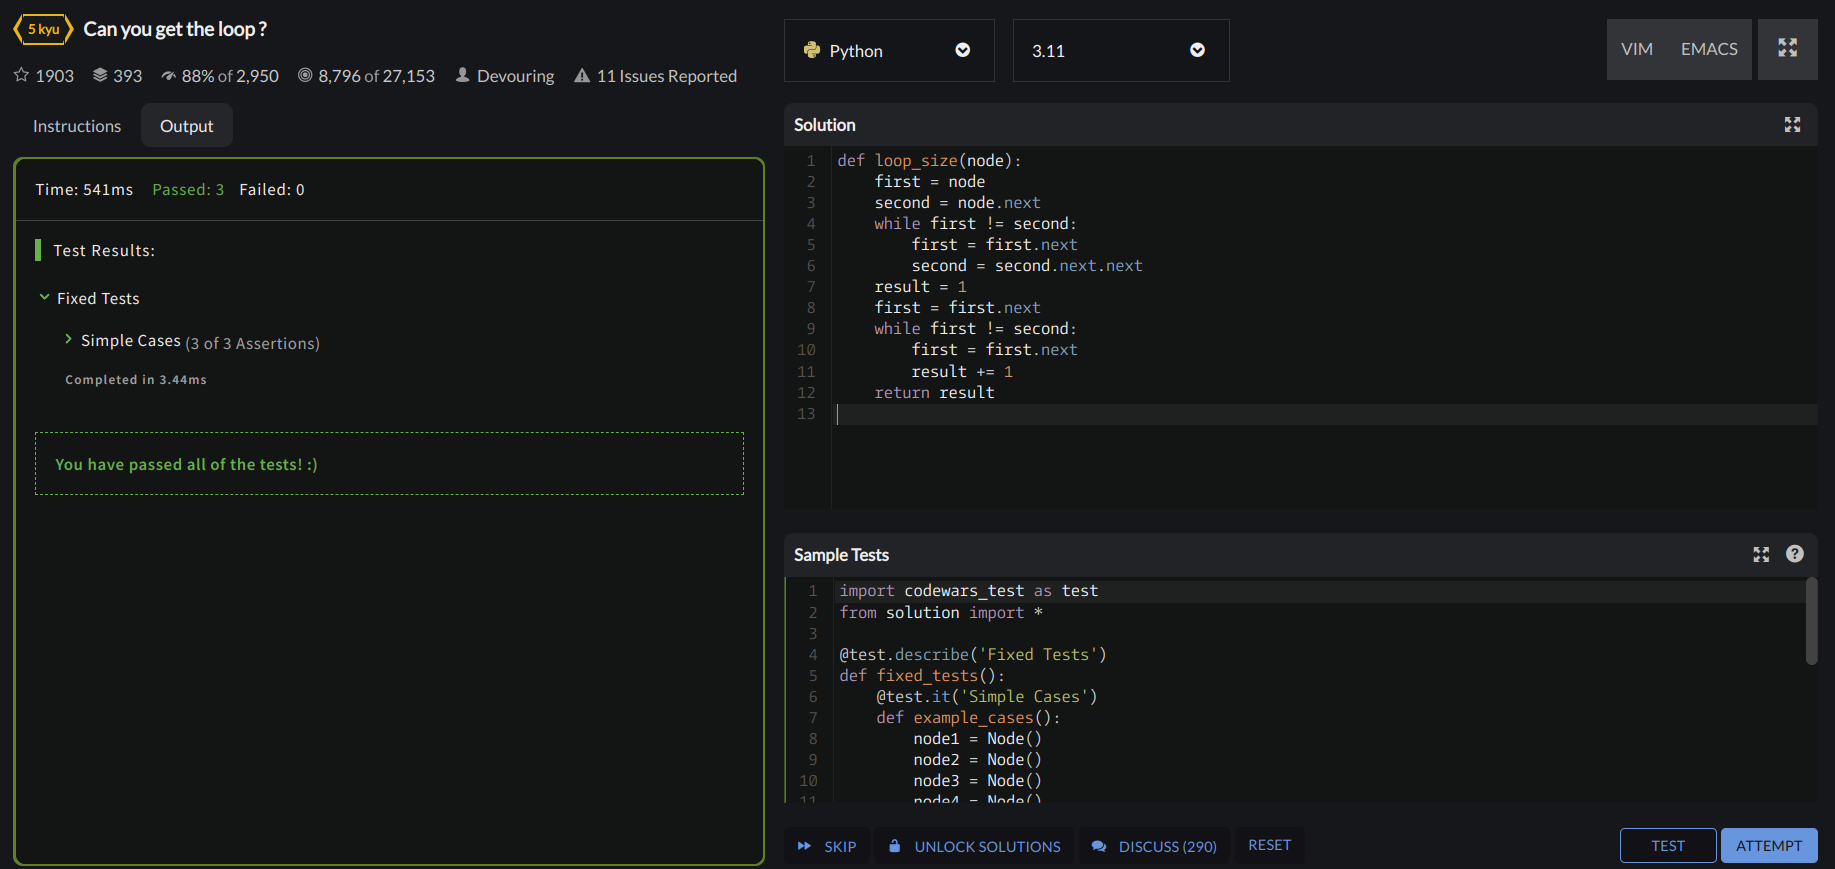 5 kyu
Can you get the loop ?
1903 393 88% of 2,950 8,796 of 27,153 Devouring 11 Issues Reported
Instructions
Output
Time: 541ms Passed: 3 Failed: 0
Test Results:
Fixed Tests
Simple Cases (3 of 3 Assertions)
Completed in 3.44ms
You have passed all of the tests! :)
Python
3.11
VIM
EMACS
Solution
1 def loop_size(node):
2     first = node
3     second = node.next
4     while first != second:
5         first = first.next
6         second = second.next.next
7     result = 1
8     first = first.next
9     while first != second:
10         first = first.next
11         result += 1
12     return result
13
Sample Tests
1 import codewars_test as test
2 from solution import *
3
4 @test.describe('Fixed Tests')
5 def fixed_tests():
6     @test.it('Simple Cases')
7     def example_cases():
8         node1 = Node()
9         node2 = Node()
10         node3 = Node()
11         node4 = Node()
SKIP
UNLOCK SOLUTIONS
DISCUSS (290)
RESET
TEST
ATTEMPT